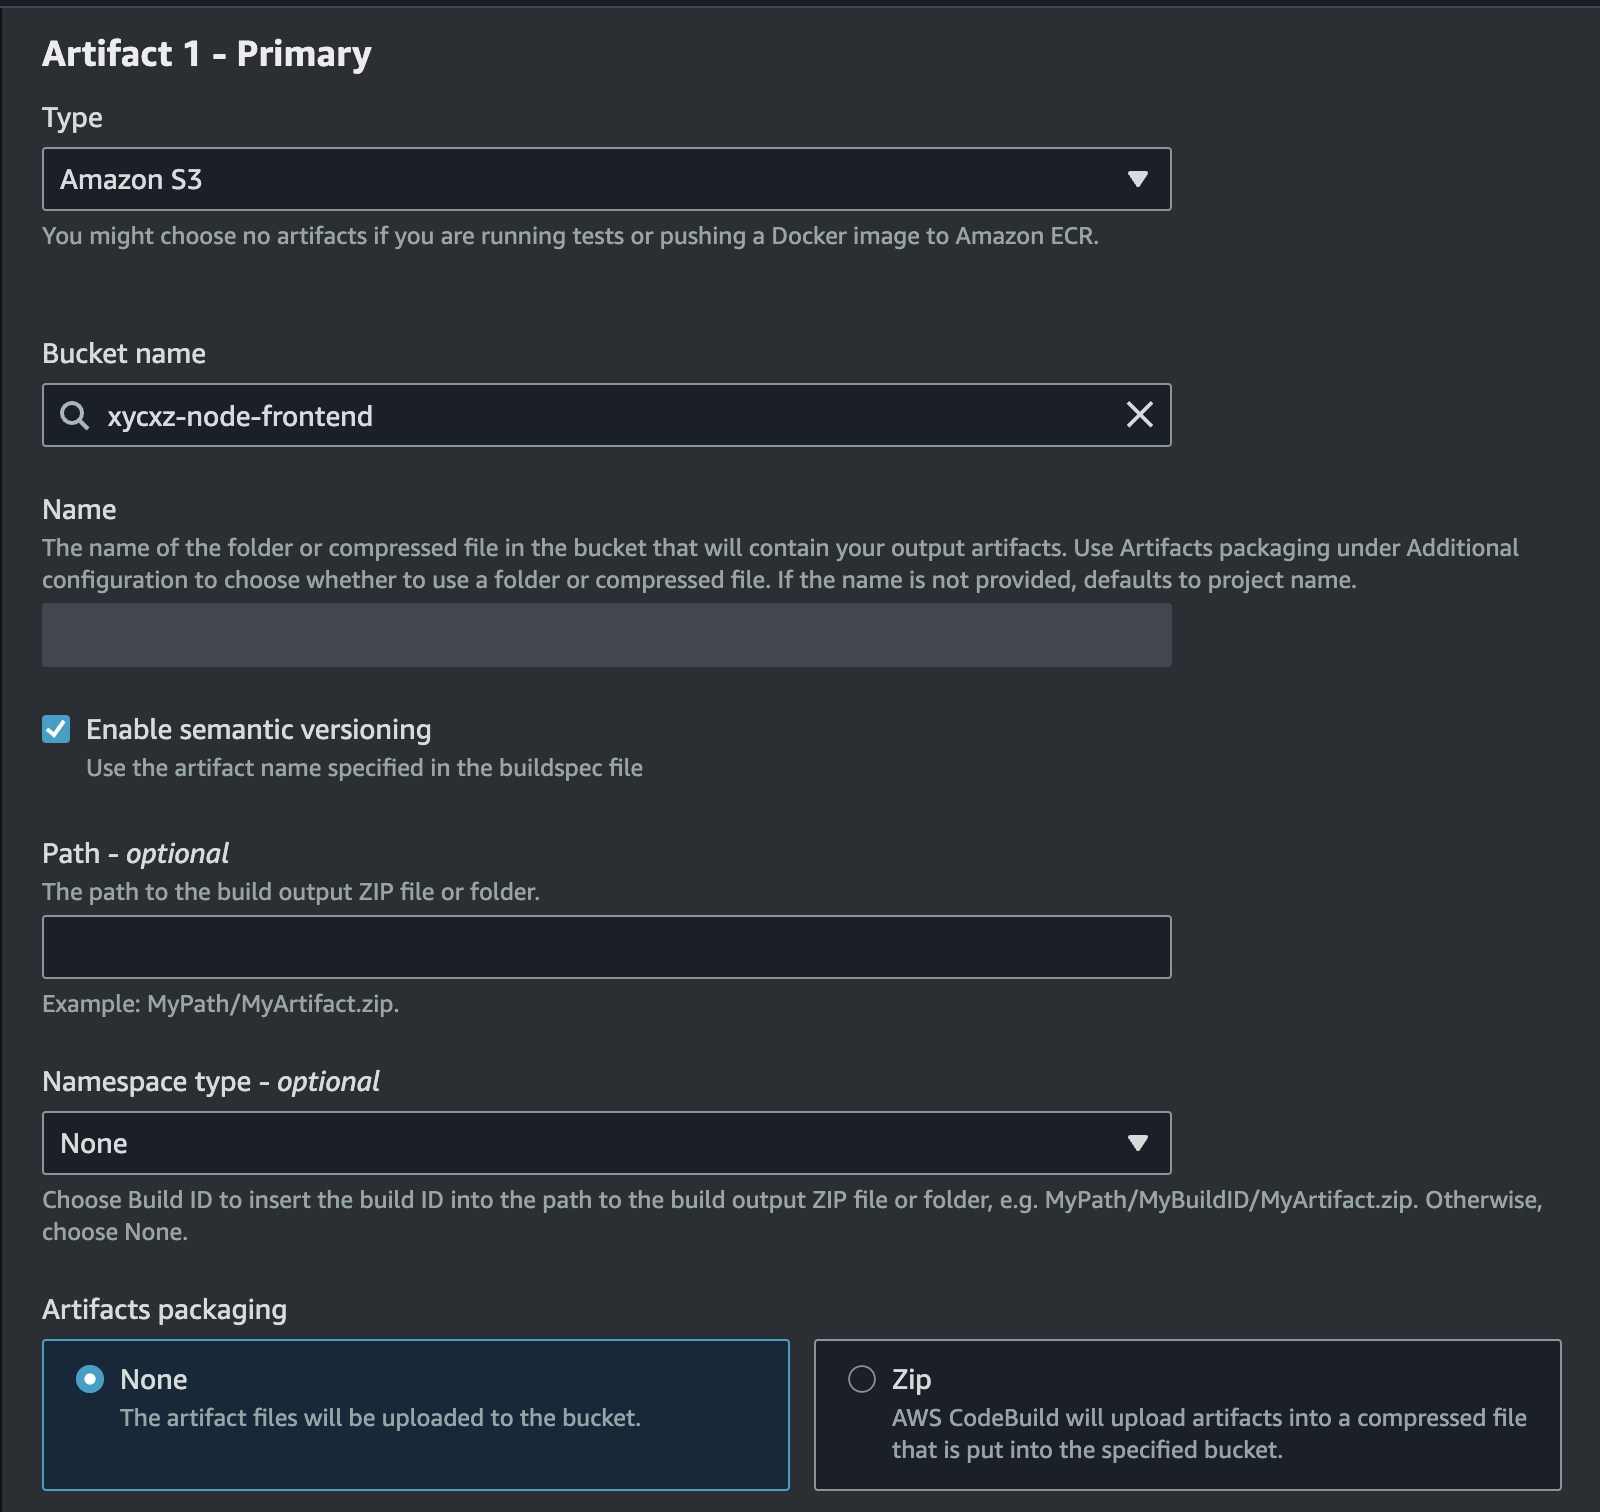 Artifact 1 - Primary
Type
Amazon S3
You might choose no artifacts if you are running tests or pushing a Docker image to Amazon ECR.
Bucket name
xycxz-node-frontend
Name
The name of the folder or compressed file in the bucket that will contain your output artifacts. Use Artifacts packaging under Additional
configuration to choose whether to use a folder or compressed file. If the name is not provided, defaults to project name.
Enable semantic versioning
Use the artifact name specified in the buildspec file
Path - optional
The path to the build output ZIP file or folder.
Example: MyPath/MyArtifact.zip.
Namespace type - optional
None
Choose Build ID to insert the build ID into the path to the build output ZIP file or folder, e.g. MyPath/MyBuildID/MyArtifact.zip. Otherwise,
choose None.
Artifacts packaging
None
The artifact files will be uploaded to the bucket.
Zip
AWS CodeBuild will upload artifacts into a compressed file
that is put into the specified bucket.